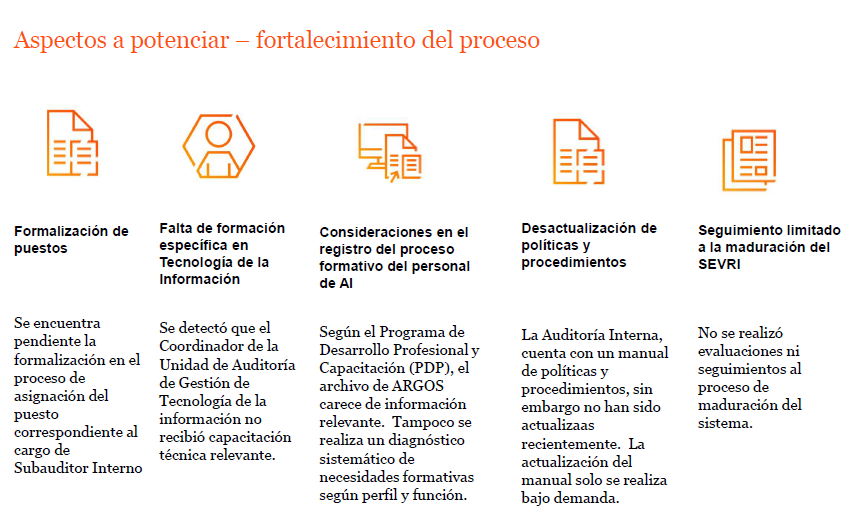 Aspectos a potenciar – fortalecimiento del proceso
Formalización de
puestos
Se encuentra
pendiente la
formalización en el
proceso de
asignación del
puesto
correspondiente al
cargo de
Subauditor Interno
Falta de formación
específica en
Tecnología de la
Información
Se detectó que el
Coordinador de la
Unidad de Auditoría
de Gestión de
Tecnología de la
información no
recibió capacitación
técnica relevante.
Consideraciones en el
registro del proceso
formativo del personal
de AI
Según el Programa de
Desarrollo Profesional y
Capacitación (PDP), el
archivo de ARGOS
carece de información
relevante. Tampoco se
realiza un diagnóstico
sistemático de
necesidades formativas
según perfil y función.
Desactualización de
políticas y
procedimientos
La Auditoría Interna,
cuenta con un manual
de políticas y
procedimientos, sin
embargo no han sido
actualizaas
recientemente. La
actualización del
manual solo se realiza
bajo demanda.
Seguimiento limitado
a la maduración del
SEVRI
No se realizó
evaluaciones ni
seguimientos al
proceso de
maduración del
sistema.